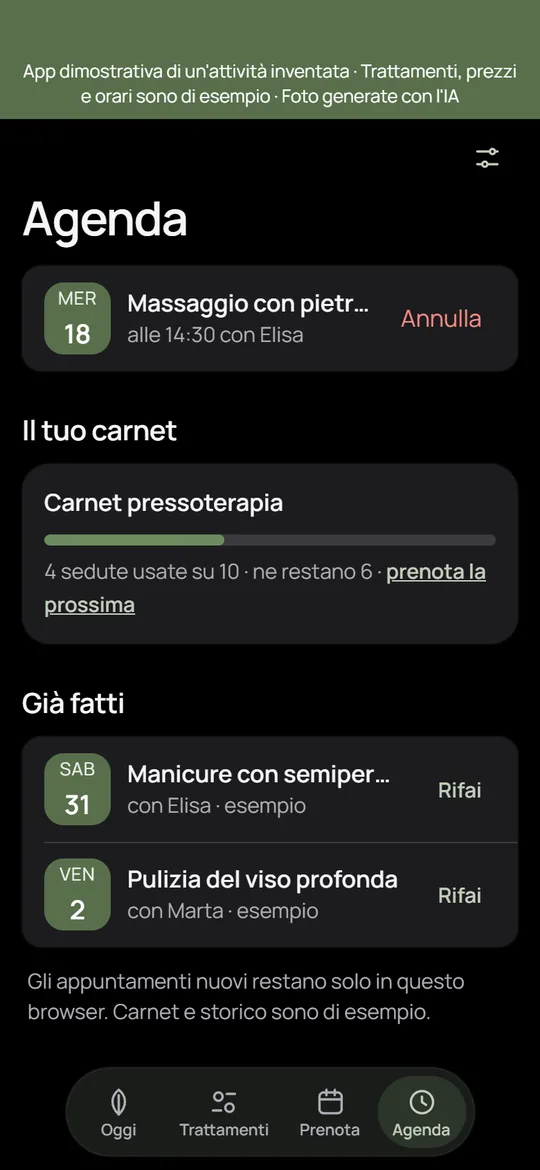 App dimostrativa di un'attività inventata · Trattamenti, prezzi
e orari sono di esempio · Foto generate con l'IA
Agenda
MER
18
Massaggio con pietr...
alle 14:30 con Elisa
Annulla
Il tuo carnet
Carnet pressoterapia
4 sedute usate su 10 · ne restano 6 · prenota la
prossima
Già fatti
SAB
31
Manicure con semiper...
con Elisa · esempio
Rifai
VEN
2
Pulizia del viso profonda
con Marta · esempio
Rifai
Gli appuntamenti nuovi restano solo in questo
browser. Carnet e storico sono di esempio.
Oggi
Trattamenti
Prenota
Agenda